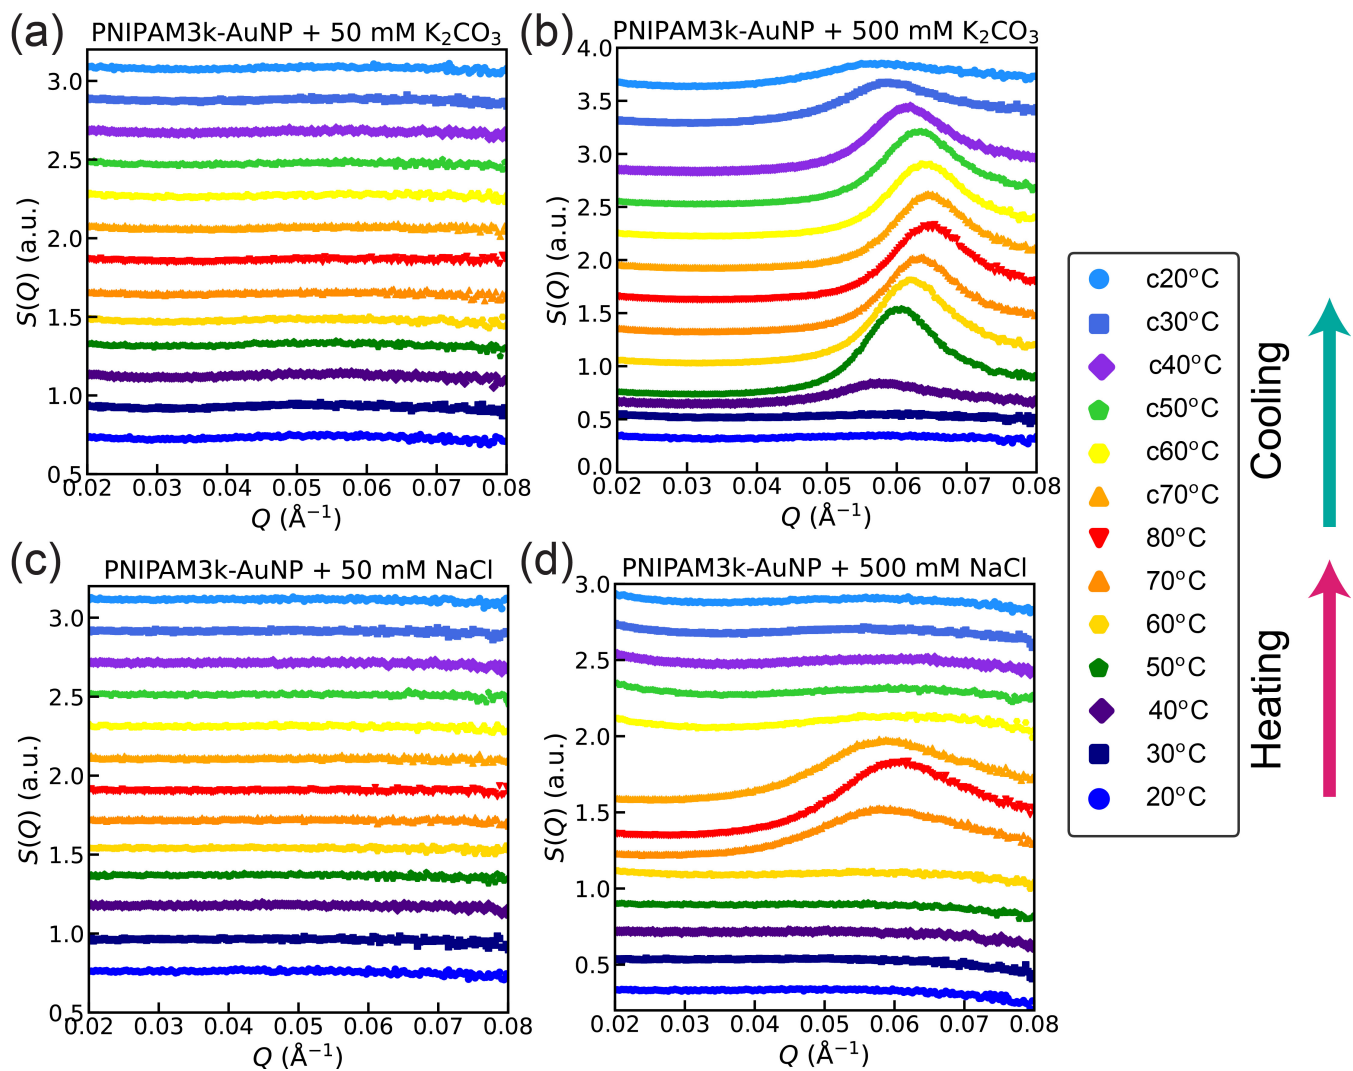 (a)
PNIPAM3k-AuNP + 50 mM K₂CO₃
3.0
2.5
2.0
1.5
1.0
0.5
S(Q) (a.u.)
0.02 0.03 0.04 0.05 0.06 0.07 0.08
Q (Å⁻¹)
(b)
PNIPAM3k-AuNP + 500 mM K₂CO₃
4.0
3.5
3.0
2.5
2.0
1.5
1.0
0.5
0.0
S(Q) (a.u.)
0.02 0.03 0.04 0.05 0.06 0.07 0.08
Q (Å⁻¹)
(c)
PNIPAM3k-AuNP + 50 mM NaCl
3.0
2.5
2.0
1.5
1.0
0.5
S(Q) (a.u.)
0.02 0.03 0.04 0.05 0.06 0.07 0.08
Q (Å⁻¹)
(d)
PNIPAM3k-AuNP + 500 mM NaCl
3.0
2.5
2.0
1.5
1.0
0.5
S(Q) (a.u.)
0.02 0.03 0.04 0.05 0.06 0.07 0.08
Q (Å⁻¹)
c20°C
c30°C
c40°C
c50°C
c60°C
c70°C
80°C
70°C
60°C
50°C
40°C
30°C
20°C
Cooling
Heating